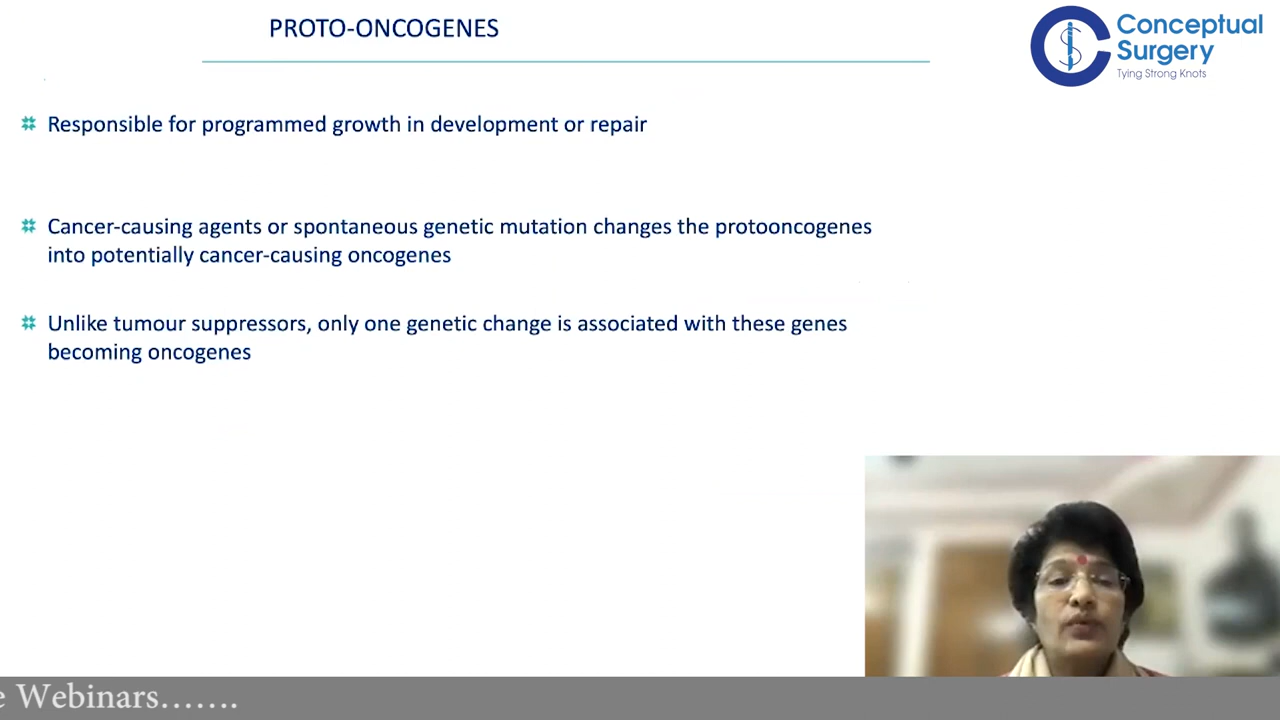 PROTO-ONCOGENES
Conceptual
Surgery
Tying Strong Knots
Responsible for programmed growth in development or repair
Cancer-causing agents or spontaneous genetic mutation changes the protooncogenes
into potentially cancer-causing oncogenes
Unlike tumour suppressors, only one genetic change is associated with these genes
becoming oncogenes
e Webinars.......